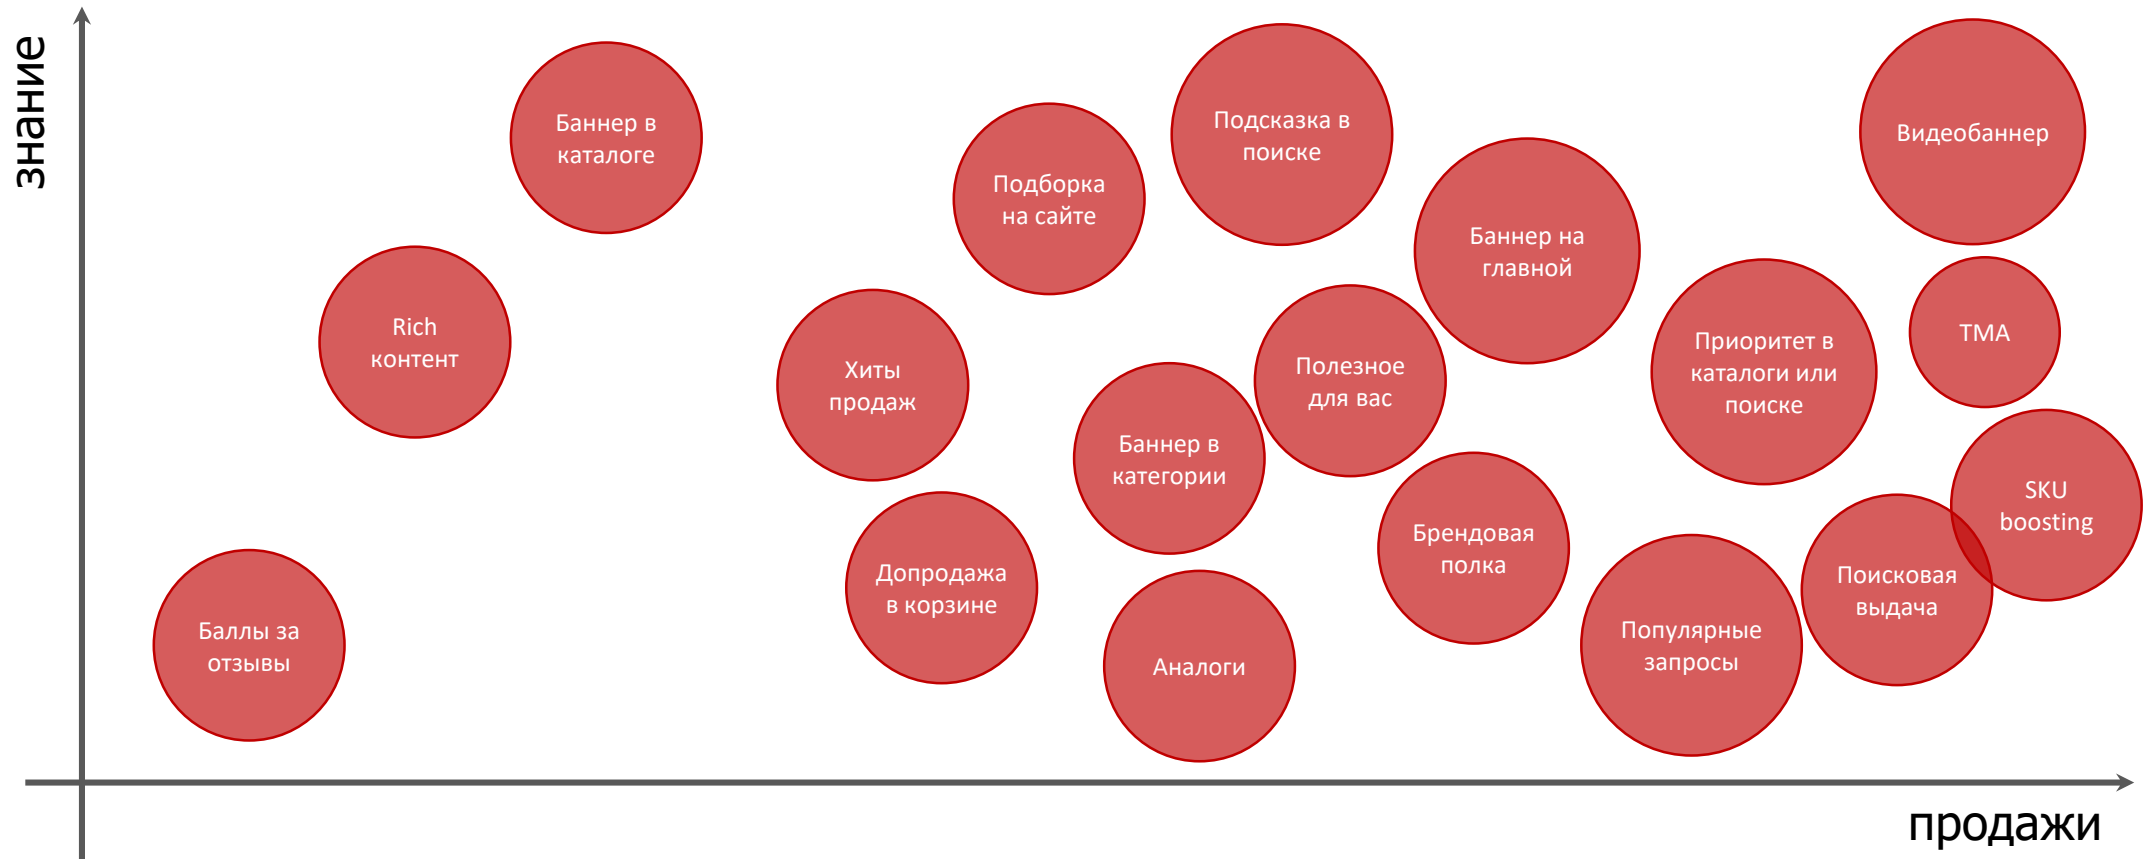 знание
Баннер в
каталоге
Подсказка в
поиске
Видеобаннер
Подборка
на сайте
Баннер на
главной
Rich
контент
Хиты
продаж
Полезное
для вас
Приоритет в
каталоги или
поиске
TMA
Баннер в
категории
SKU
boosting
Брендовая
полка
Допродажа
в корзине
Поисковая
выдача
Баллы за
отзывы
Аналоги
Популярные
запросы
продажи